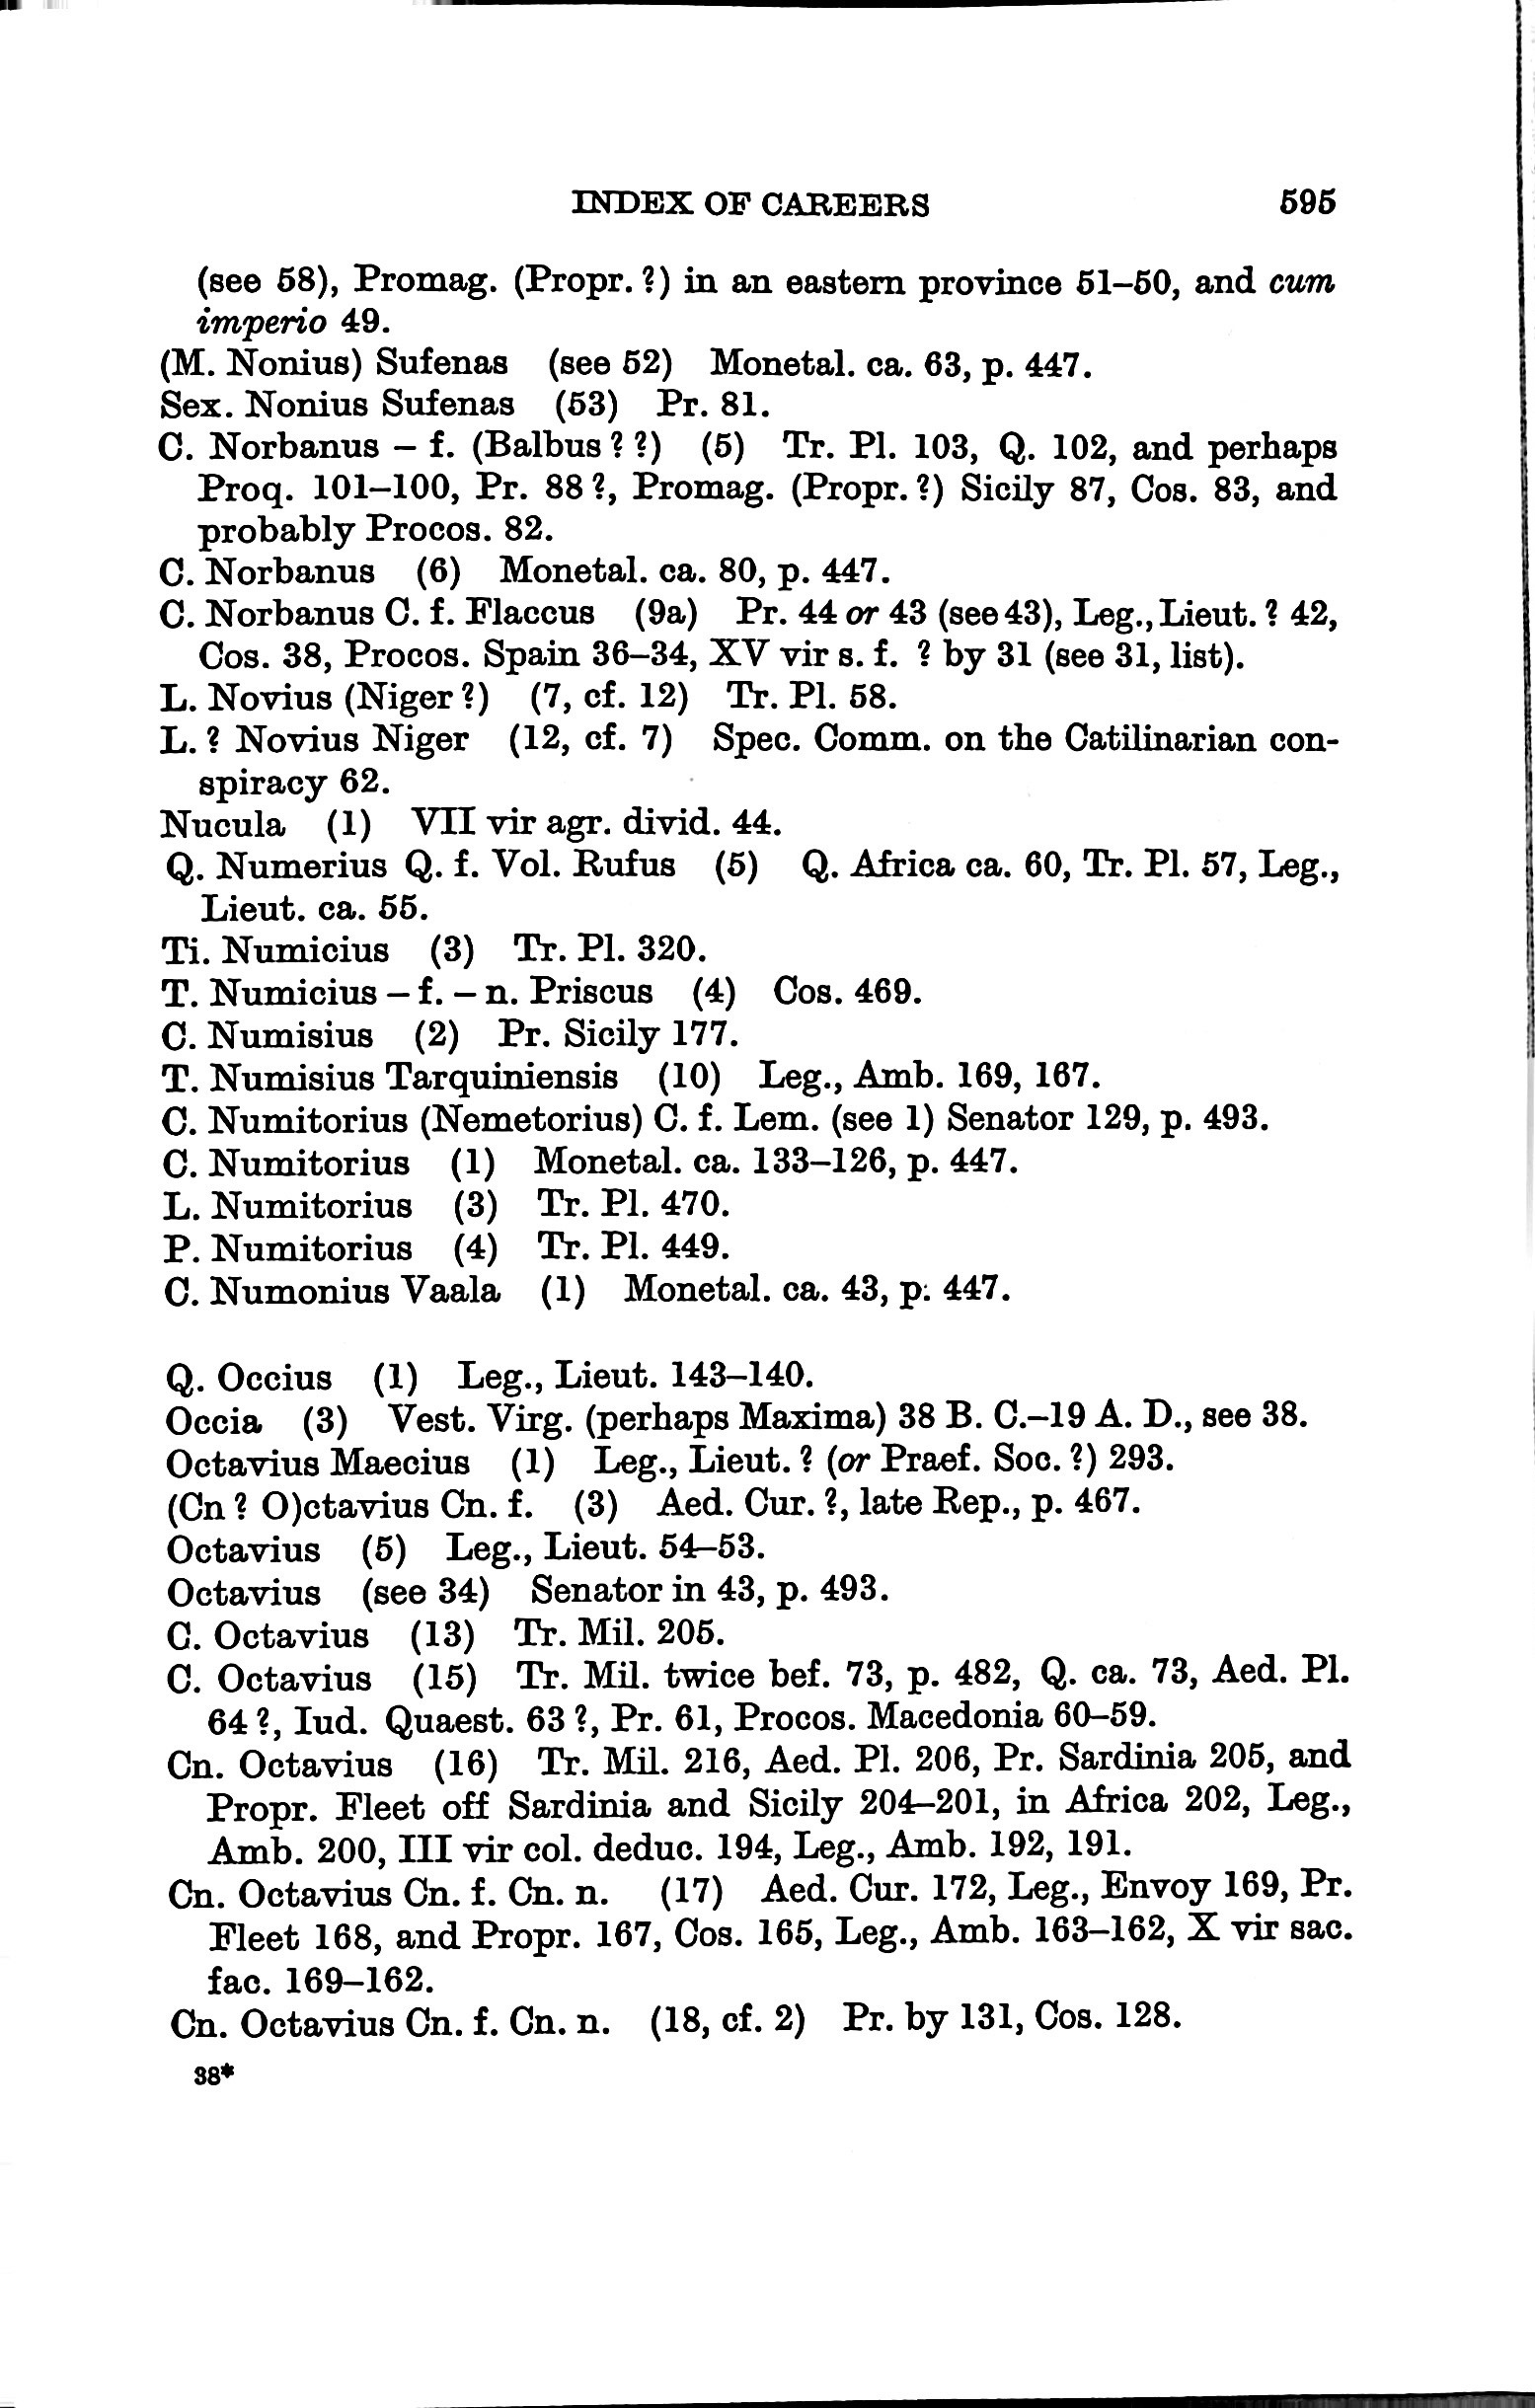 INDEX OF CAREERS 595
(see 58), Promag. (Propr. ?) in an eastern province 51–50, and cum
imperio 49.
(M. Nonius) Sufenas (see 52) Monetal. ca. 63, p. 447.
Sex. Nonius Sufenas (53) Pr. 81.
C. Norbanus – f. (Balbus ? ?) (5) Tr. Pl. 103, Q. 102, and perhaps
Proq. 101–100, Pr. 88 ?, Promag. (Propr. ?) Sicily 87, Cos. 83, and
probably Procos. 82.
C. Norbanus (6) Monetal. ca. 80, p. 447.
C. Norbanus C. f. Flaccus (9a) Pr. 44 or 43 (see 43), Leg., Lieut. ? 42,
Cos. 38, Procos. Spain 36–34, XV vir s. f. ? by 31 (see 31, list).
L. Novius (Niger ?) (7, cf. 12) Tr. Pl. 58.
L. ? Novius Niger (12, cf. 7) Spec. Comm. on the Catilinarian con-
spiracy 62.
Nucula (1) VII vir agr. divid. 44.
Q. Numerius Q. f. Vol. Rufus (5) Q. Africa ca. 60, Tr. Pl. 57, Leg.,
Lieut. ca. 55.
Ti. Numicius (3) Tr. Pl. 320.
T. Numicius – f. – n. Priscus (4) Cos. 469.
C. Numisius (2) Pr. Sicily 177.
T. Numisius Tarquiniensis (10) Leg., Amb. 169, 167.
C. Numitorius (Nemetorius) C. f. Lem. (see 1) Senator 129, p. 493.
C. Numitorius (1) Monetal. ca. 133–126, p. 447.
L. Numitorius (3) Tr. Pl. 470.
P. Numitorius (4) Tr. Pl. 449.
C. Numonius Vaala (1) Monetal. ca. 43, p. 447.
Q. Occius (1) Leg., Lieut. 143–140.
Occia (3) Vest. Virg. (perhaps Maxima) 38 B. C.–19 A. D., see 38.
Octavius Maecius (1) Leg., Lieut. ? (or Praef. Soc. ?) 293.
(Cn ? O)ctavius Cn. f. (3) Aed. Cur. ?, late Rep., p. 467.
Octavius (5) Leg., Lieut. 54–53.
Octavius (see 34) Senator in 43, p. 493.
C. Octavius (13) Tr. Mil. 205.
C. Octavius (15) Tr. Mil. twice bef. 73, p. 482, Q. ca. 73, Aed. Pl.
64 ?, Iud. Quaest. 63 ?, Pr. 61, Procos. Macedonia 60–59.
Cn. Octavius (16) Tr. Mil. 216, Aed. Pl. 206, Pr. Sardinia 205, and
Propr. Fleet off Sardinia and Sicily 204–201, in Africa 202, Leg.,
Amb. 200, III vir col. deduc. 194, Leg., Amb. 192, 191.
Cn. Octavius Cn. f. Cn. n. (17) Aed. Cur. 172, Leg., Envoy 169, Pr.
Fleet 168, and Propr. 167, Cos. 165, Leg., Amb. 163–162, X vir sac.
fac. 169–162.
Cn. Octavius Cn. f. Cn. n. (18, cf. 2) Pr. by 131, Cos. 128.
38*